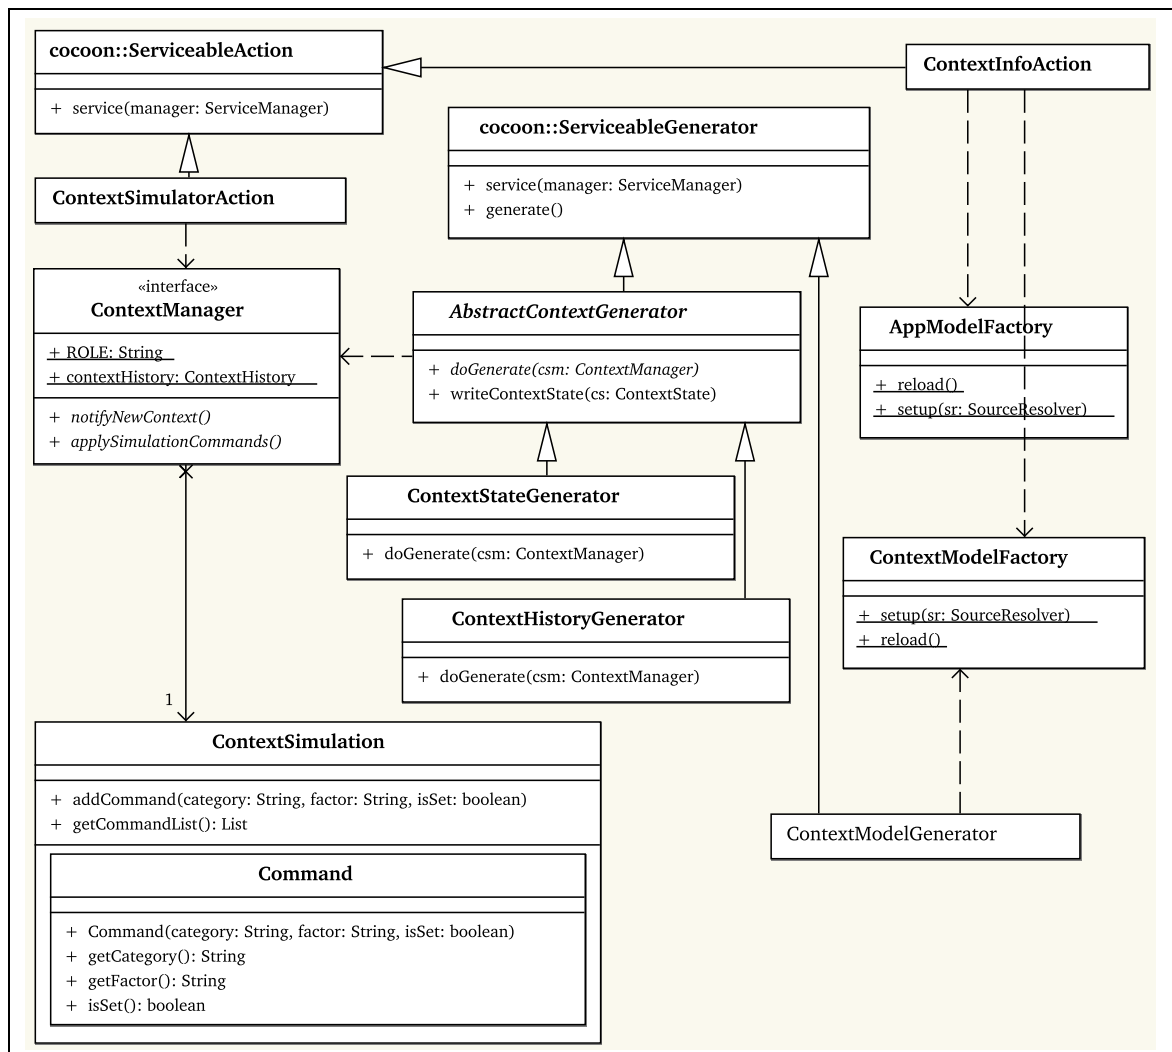 cocoon::ServiceableAction
+ service(manager: ServiceManager)
ContextInfoAction
cocoon::ServiceableGenerator
+ service(manager: ServiceManager)
+ generate()
ContextSimulatorAction
«interface»
ContextManager
+ ROLE: String
+ contextHistory: ContextHistory
+ notifyNewContext()
+ applySimulationCommands()
AbstractContextGenerator
+ doGenerate(csm: ContextManager)
+ writeContextState(cs: ContextState)
AppModelFactory
+ reload()
+ setup(sr: SourceResolver)
ContextStateGenerator
+ doGenerate(csm: ContextManager)
ContextModelFactory
+ setup(sr: SourceResolver)
+ reload()
ContextHistoryGenerator
+ doGenerate(csm: ContextManager)
1
ContextSimulation
+ addCommand(category: String, factor: String, isSet: boolean)
+ getCommandList(): List
ContextModelGenerator
Command
+ Command(category: String, factor: String, isSet: boolean)
+ getCategory(): String
+ getFactor(): String
+ isSet(): boolean